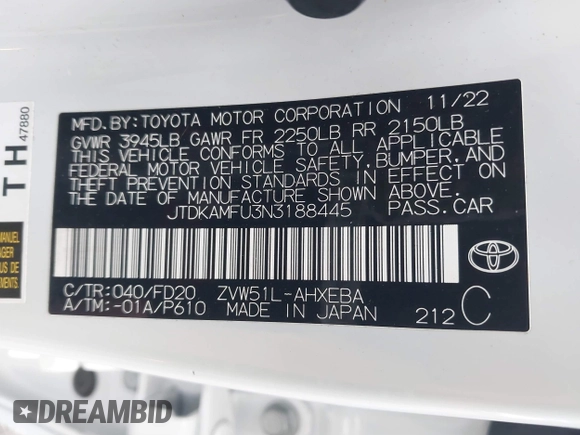 MFD. BY: TOYOTA MOTOR CORPORATION 11/22
GVWR 3945LB GAWR FR 2250LB RR 2150LB
THIS VEHICLE CONFORMS TO ALL APPLICABLE
FEDERAL MOTOR VEHICLE SAFETY, BUMPER, AND
THEFT PREVENTION STANDARDS IN EFFECT ON
THE DATE OF MANUFACTURE SHOWN ABOVE.
JTDKAMFU3N3188445 PASS.CAR
C/TR: 040/FD20 ZVW51L-AHXEBA
A/TM: -01A/P610 MADE IN JAPAN 212 C
TH
47880
MANUEL
DREAMBID